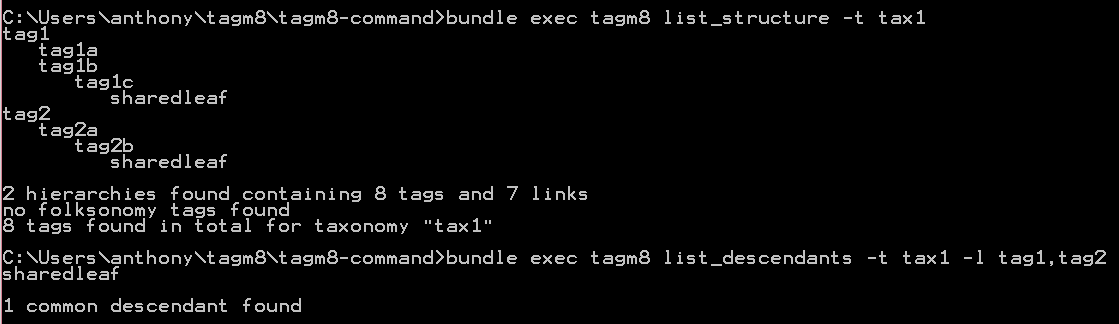 C:\Users\anthony\tagm8\tagm8-command>bundle exec tagm8 list_structure -t tax1
tag1
    tag1a
    tag1b
        tag1c
            sharedleaf
tag2
    tag2a
        tag2b
            sharedleaf

2 hierarchies found containing 8 tags and 7 links
no folksonomy tags found
8 tags found in total for taxonomy "tax1"

C:\Users\anthony\tagm8\tagm8-command>bundle exec tagm8 list_descendants -t tax1 -l tag1,tag2
sharedleaf

1 common descendant found